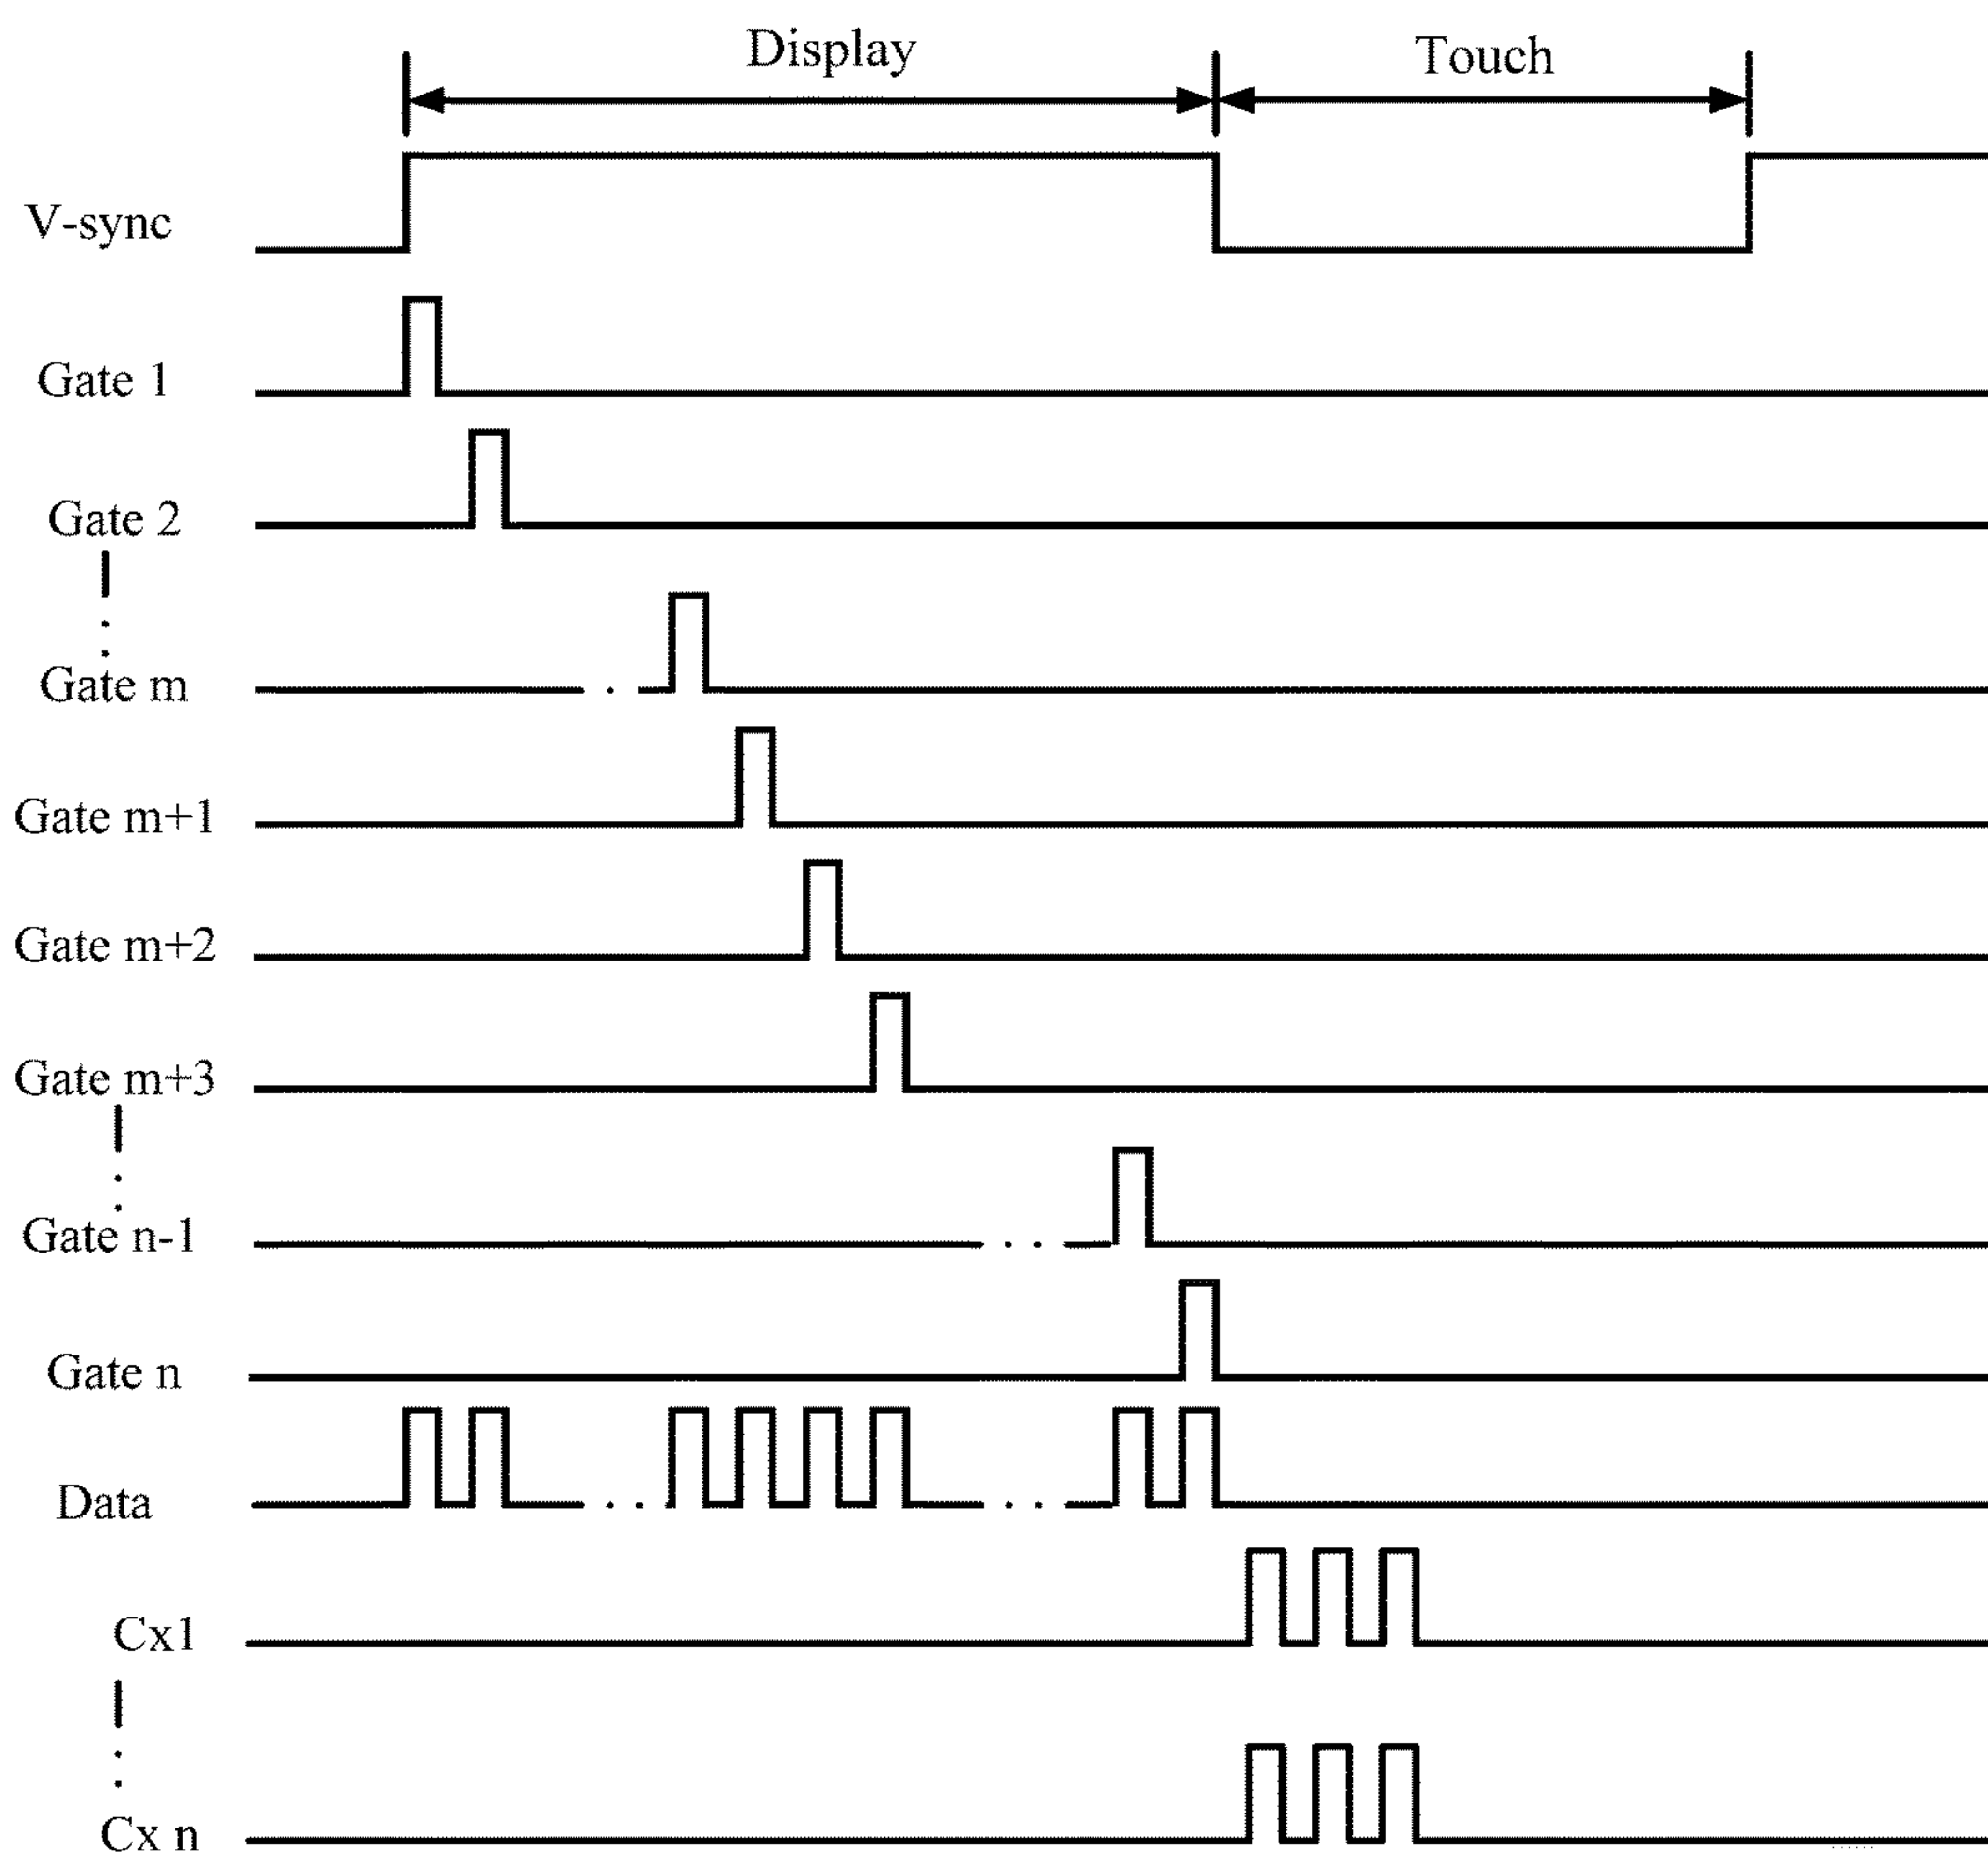 Display
Touch
V-sync
Gate 1
Gate 2
Gate m
Gate m+1
Gate m+2
Gate m+3
Gate n-1
Gate n
Data
Cx1
Cx n